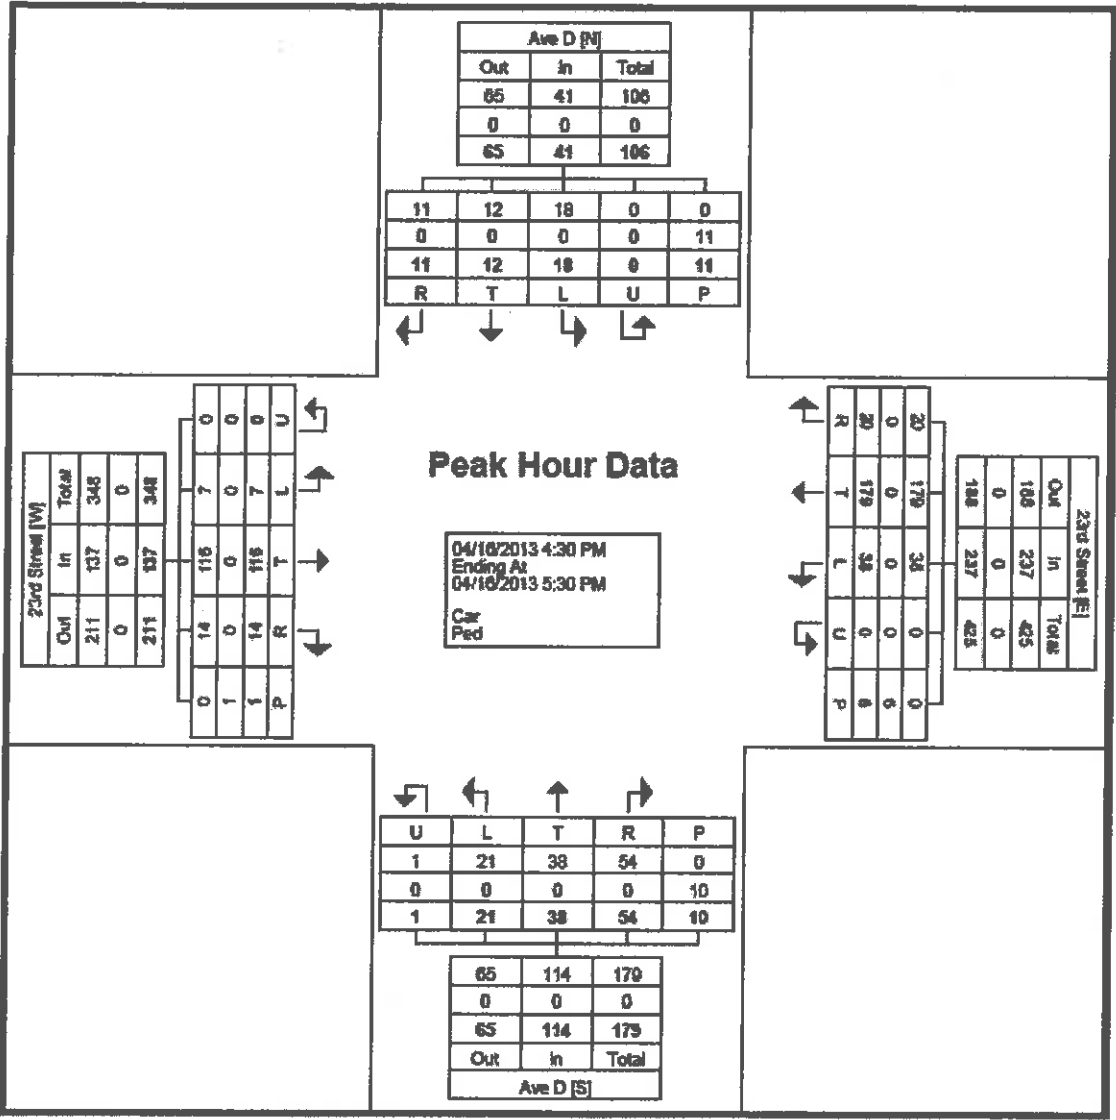 Ave D [N]
Out In Total
65 41 106
0 0 0
65 41 106
11 12 18 0 0
0 0 0 0 11
11 12 18 0 11
R T L U P
23rd Street [W]
Out In Total
211 137 348
0 0 0
211 137 348
0 14 116 7 0
1 0 0 0 0
1 14 116 7 0
P R T L U
Peak Hour Data
04/16/2013 4:30 PM
Ending At
04/16/2013 5:30 PM
Car
Ped
23rd Street [E]
Out In Total
188 237 425
0 0 0
188 237 425
20 179 38 0 0
0 0 0 0 6
20 179 38 0 6
R T L U P
U L T R P
1 21 38 54 0
0 0 0 0 10
1 21 38 54 10
65 114 179
0 0 0
65 114 179
Out In Total
Ave D [S]